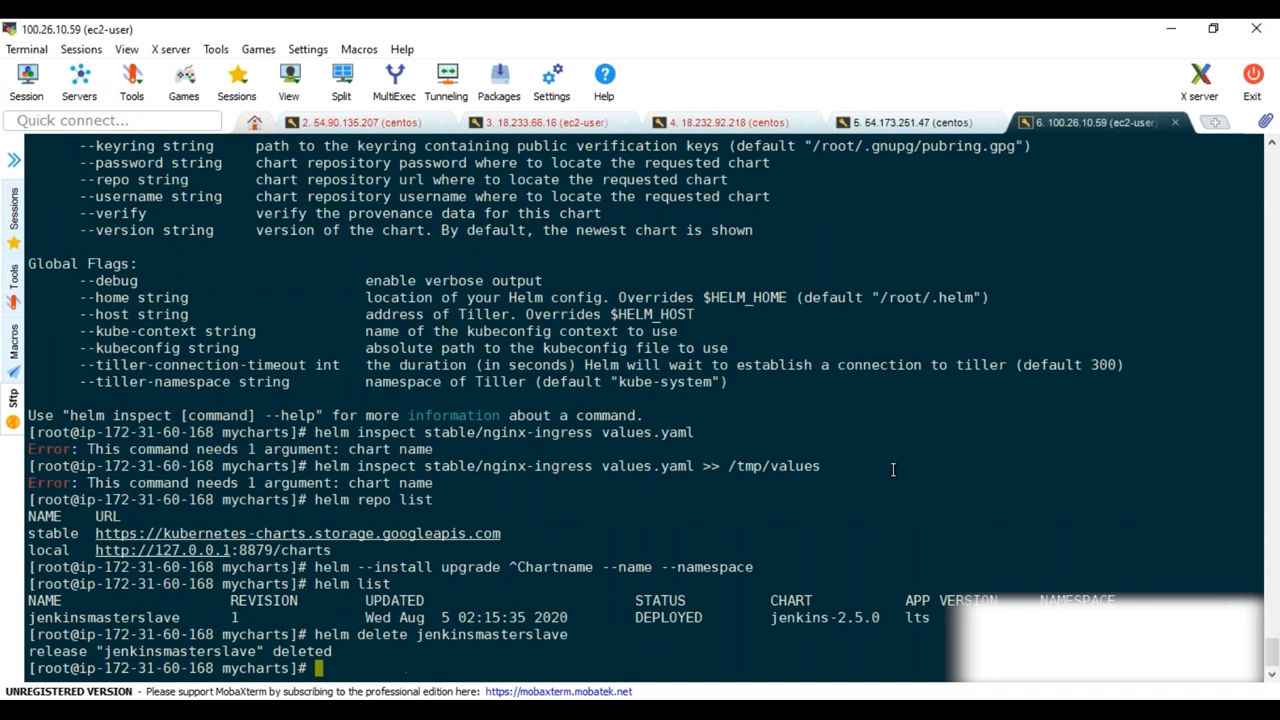 100.26.10.59 (ec2-user)
Terminal Sessions View X server Tools Games Settings Macros Help
Session Servers Tools Games Sessions View Split MultiExec Tunneling Packages Settings Help X server Exit
Quick connect...
2. 54.90.135.207 (centos)
3. 18.233.66.16 (ec2-user)
4. 18.232.92.218 (centos)
5. 54.173.251.47 (centos)
6. 100.26.10.59 (ec2-user)
Sessions
Tools
Macros
Sftp
--keyring string path to the keyring containing public verification keys (default "/root/.gnupg/pubring.gpg")
--password string chart repository password where to locate the requested chart
--repo string chart repository url where to locate the requested chart
--username string chart repository username where to locate the requested chart
--verify verify the provenance data for this chart
--version string version of the chart. By default, the newest chart is shown
Global Flags:
--debug enable verbose output
--home string location of your Helm config. Overrides $HELM_HOME (default "/root/.helm")
--host string address of Tiller. Overrides $HELM_HOST
--kube-context string name of the kubeconfig context to use
--kubeconfig string absolute path to the kubeconfig file to use
--tiller-connection-timeout int the duration (in seconds) Helm will wait to establish a connection to tiller (default 300)
--tiller-namespace string namespace of Tiller (default "kube-system")
Use "helm inspect [command] --help" for more information about a command.
[root@ip-172-31-60-168 mycharts]# helm inspect stable/nginx-ingress values.yaml
Error: This command needs 1 argument: chart name
[root@ip-172-31-60-168 mycharts]# helm inspect stable/nginx-ingress values.yaml >> /tmp/values
Error: This command needs 1 argument: chart name
[root@ip-172-31-60-168 mycharts]# helm repo list
NAME URL
stable https://kubernetes-charts.storage.googleapis.com
local http://127.0.0.1:8879/charts
[root@ip-172-31-60-168 mycharts]# helm --install upgrade ^Chartname --name --namespace
[root@ip-172-31-60-168 mycharts]# helm list
NAME REVISION UPDATED STATUS CHART APP VERSION NAMESPACE
jenkinsmasterslave 1 Wed Aug 5 02:15:35 2020 DEPLOYED jenkins-2.5.0 lts
[root@ip-172-31-60-168 mycharts]# helm delete jenkinsmasterslave
release "jenkinsmasterslave" deleted
[root@ip-172-31-60-168 mycharts]#
UNREGISTERED VERSION - Please support MobaXterm by subscribing to the professional edition here: https://mobaxterm.mobatek.net